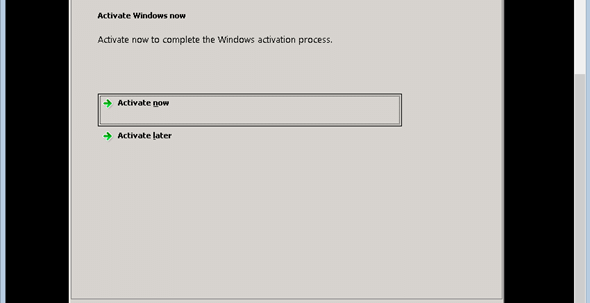 Activate Windows now
Activate now to complete the Windows activation process.
Activate now
Activate later